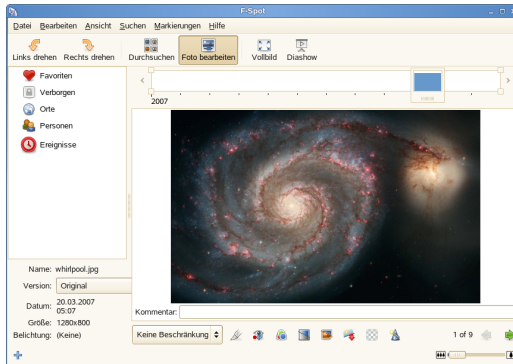 F-Spot
Datei Bearbeiten Ansicht Suchen Markierungen Hilfe
Links drehen Rechts drehen Durchsuchen Foto bearbeiten Vollbild Diashow
Favoriten
Verborgen
Orte
Personen
Ereignisse
2007
Name: whirlpool.jpg
Version: Original
Datum: 20.03.2007
05:07
Größe: 1280x800
Belichtung: (Keine)
Kommentar:
Keine Beschränkung
1 of 9